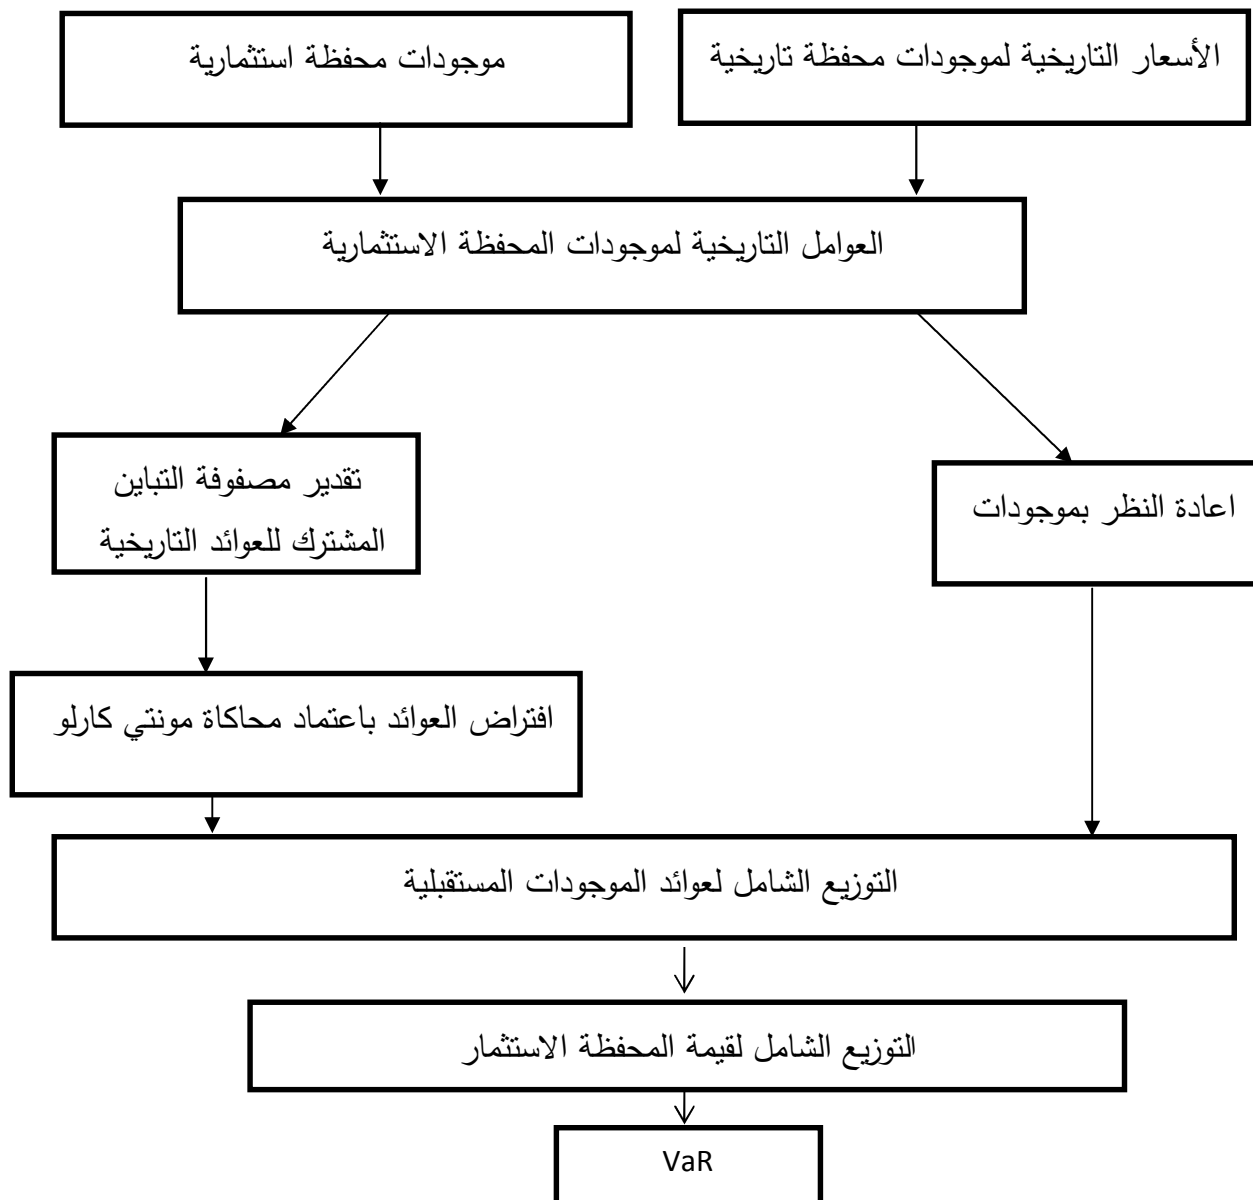 الأسعار التاريخية لموجودات محفظة تاريخية
موجودات محفظة استثمارية
العوامل التاريخية لموجودات المحفظة الاستثمارية
اعادة النظر بموجودات
تقدير مصفوفة التباين
المشترك للعوائد التاريخية
افتراض العوائد باعتماد محاكاة مونتي كارلو
التوزيع الشامل لعوائد الموجودات المستقبلية
التوزيع الشامل لقيمة المحفظة الاستثمار
VaR